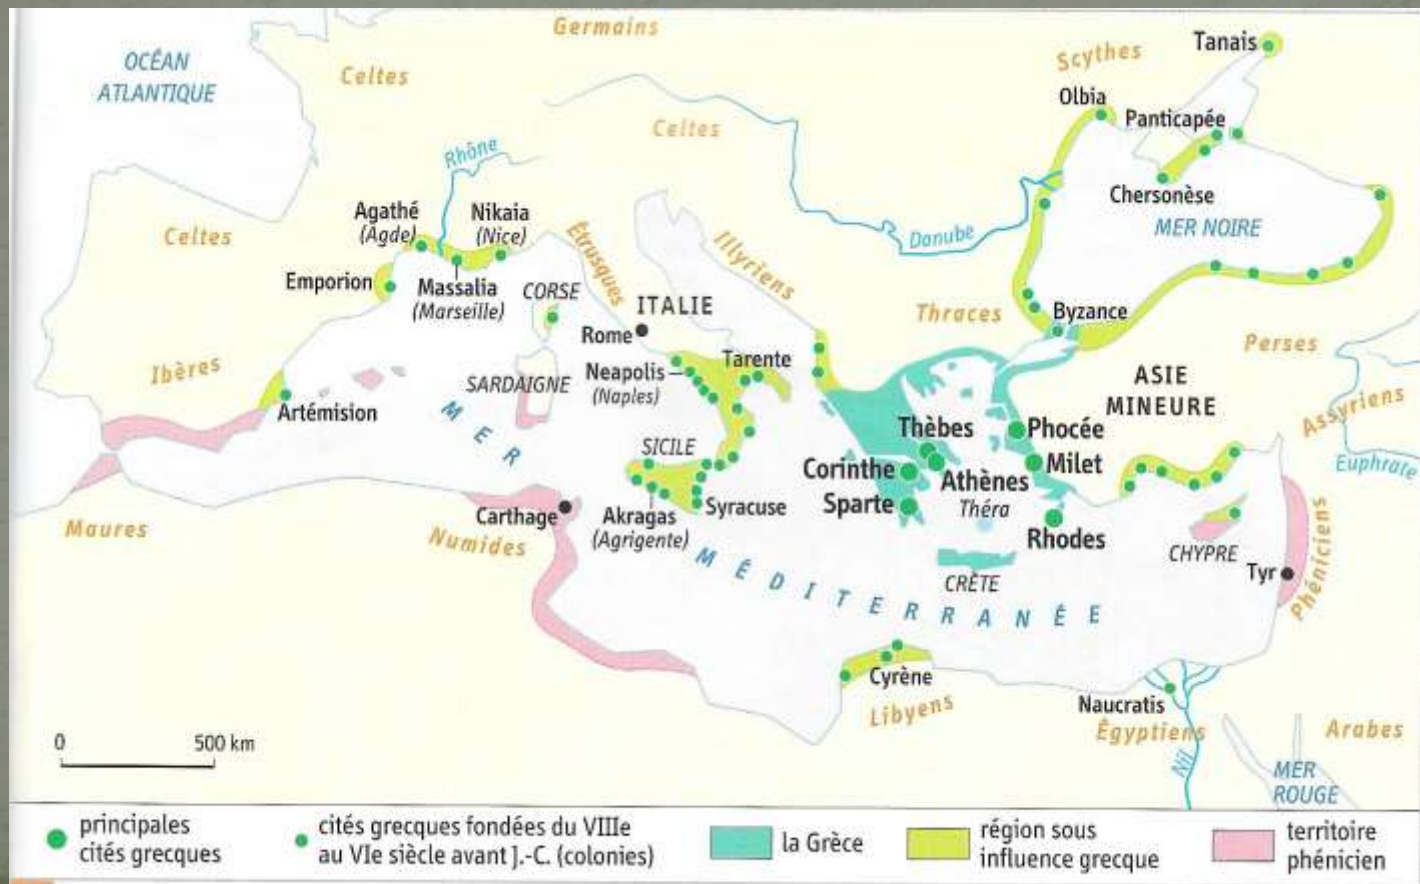 Germains
Tanais
OCÉAN
ATLANTIQUE
Celtes
Scythes
Olbia
Panticapée
Celtes
Rhône
Chersonèse
Agathé
(Agde)
Nikaia
(Nice)
Celtes
MER NOIRE
Danube
Étrusques
Illyriens
Emporion
Massalia
(Marseille)
CORSE
ITALIE
Rome
Thraces
Byzance
Perses
Ibères
SARDAIGNE
Neapolis
(Naples)
Tarente
ASIE
MINEURE
Assyriens
Artémision
Thèbes
Phocée
SICILE
Corinthe
Milet
Euphrate
Athènes
Sparte
Théra
Syracuse
Carthage
Akragas
(Agrigente)
Rhodes
Maures
Numides
CHYPRE
MER MÉDITERRANÉE
CRÈTE
Tyr
Phéniciens
Cyrène
Libyens
Naucratis
Égyptiens
Arabes
Nil
MER
ROUGE
0 500 km
principales
cités grecques
cités grecques fondées du VIIIe
au VIe siècle avant J.-C. (colonies)
la Grèce
région sous
influence grecque
territoire
phénicien